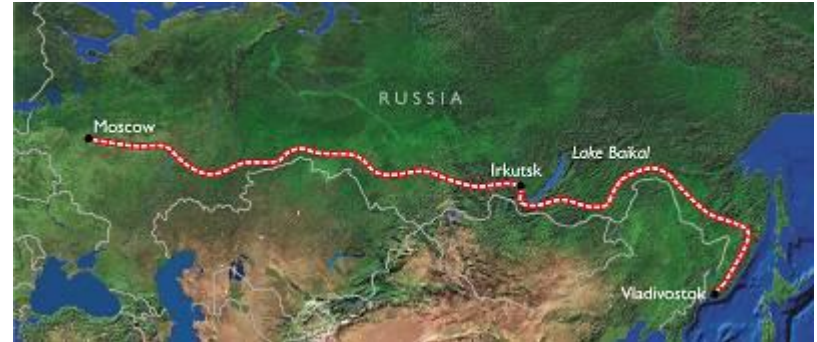 RUSSIA
Moscow
Lake Baikal
Irkutsk
Vladivostok